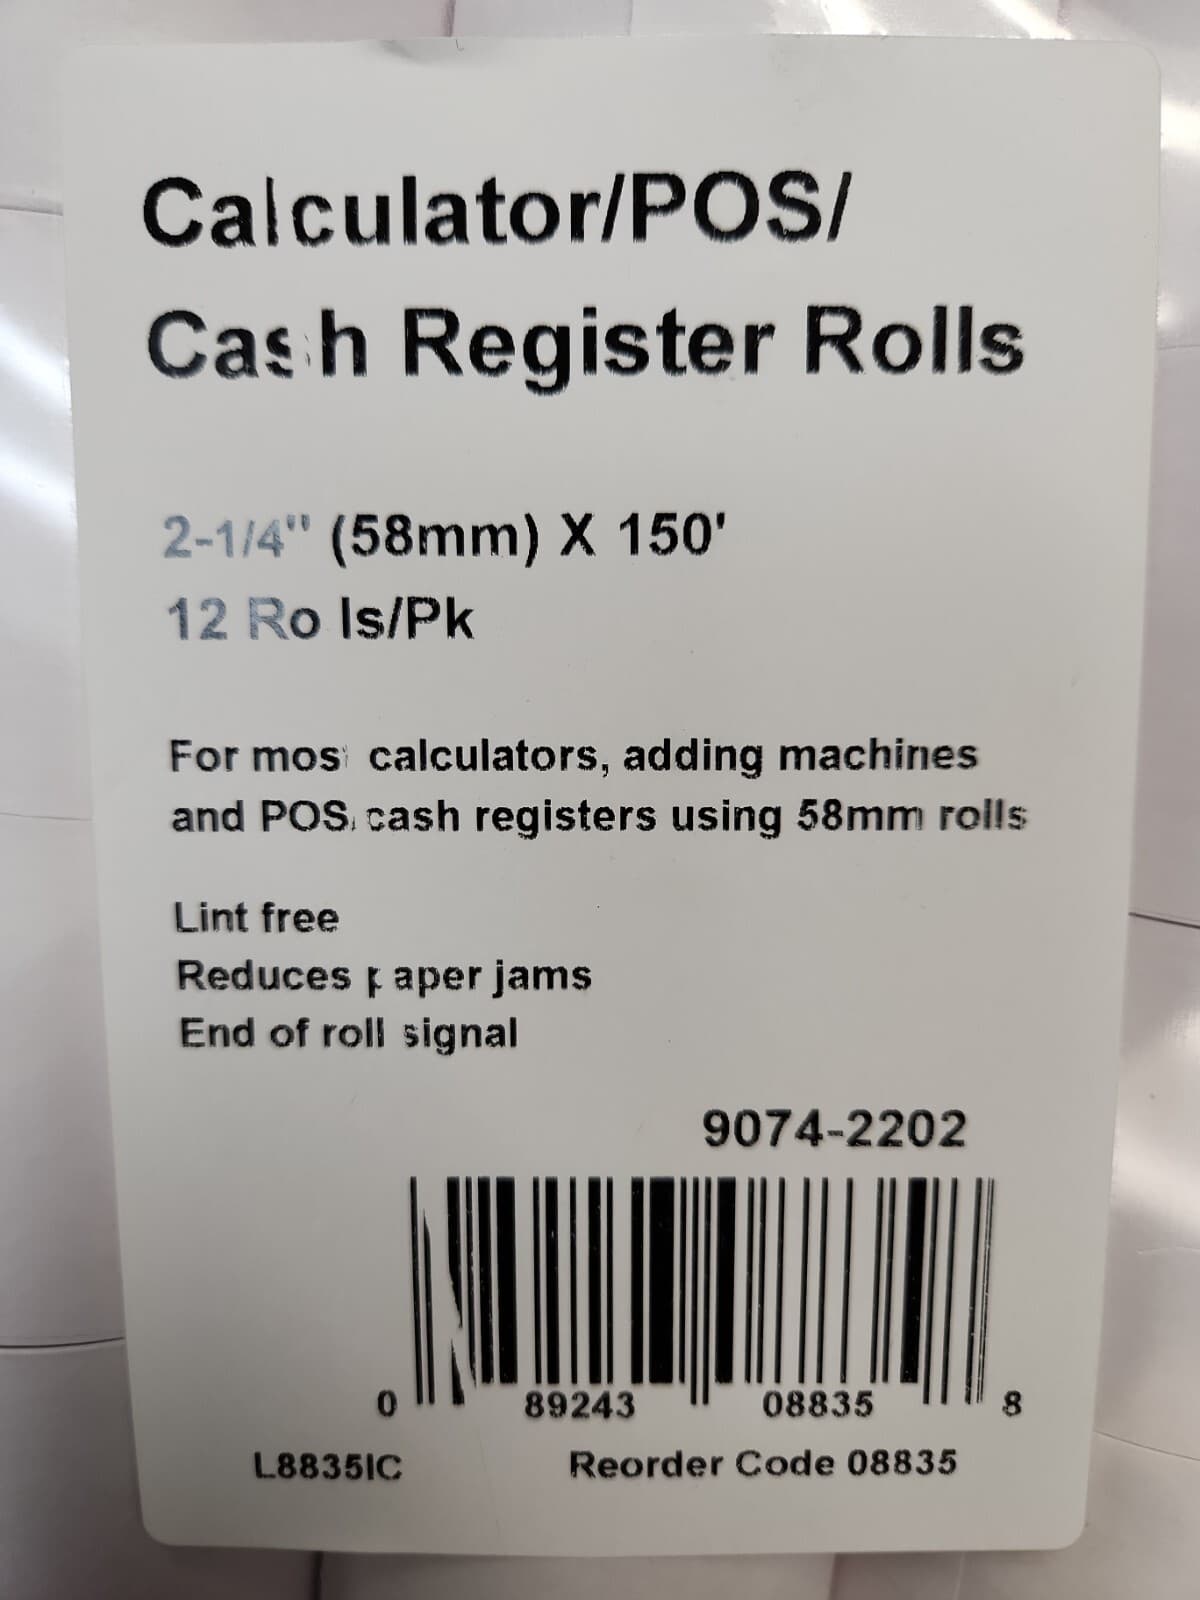 Calculator/POS/
Cash Register Rolls
2-1/4" (58mm) X 150'
12 Rolls/Pk
For most calculators, adding machines
and POS/cash registers using 58mm rolls
Lint free
Reduces paper jams
End of roll signal
9074-2202
0 89243 08835 8
L8835IC Reorder Code 08835